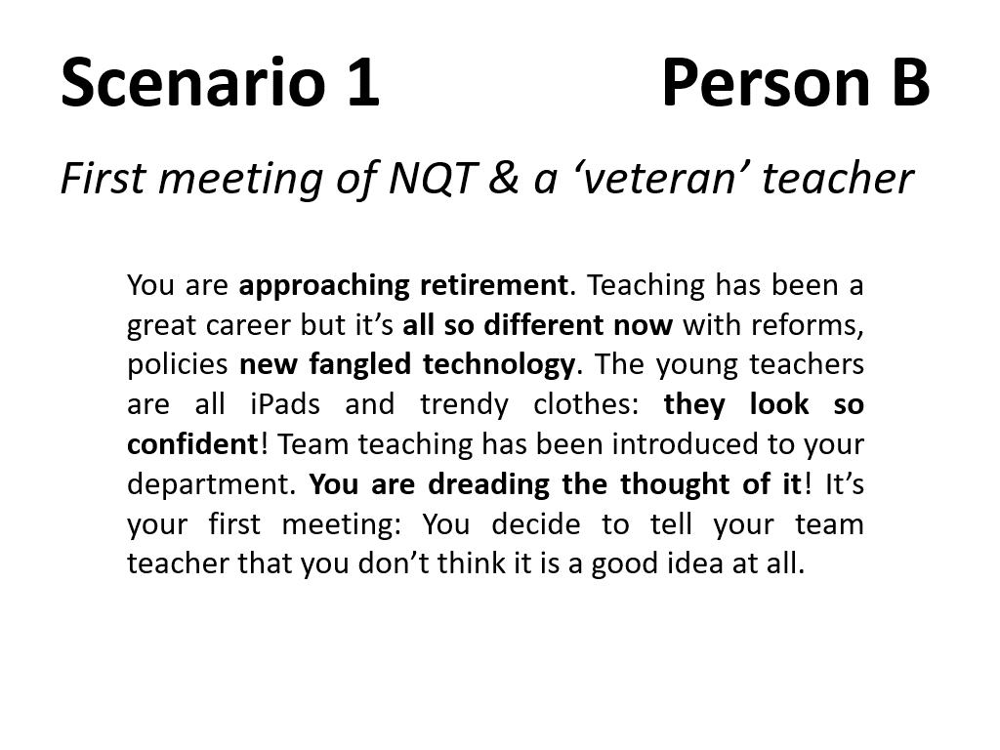 Scenario 1 Person B
First meeting of NQT & a ‘veteran’ teacher
You are approaching retirement. Teaching has been a
great career but it’s all so different now with reforms,
policies new fangled technology. The young teachers
are all iPads and trendy clothes: they look so
confident! Team teaching has been introduced to your
department. You are dreading the thought of it! It’s
your first meeting: You decide to tell your team
teacher that you don’t think it is a good idea at all.